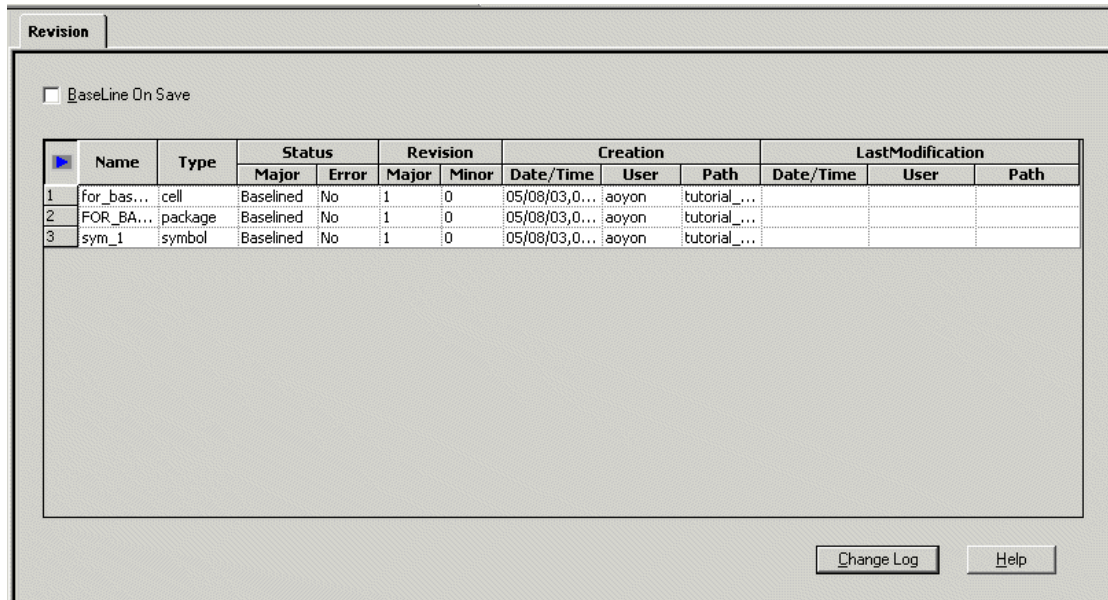 Revision
BaseLine On Save
Name Type Status Revision Creation LastModification
Major Error Major Minor Date/Time User Path Date/Time User Path
1 for_bas... cell Baselined No 1 0 05/08/03,0... aoyon tutorial_...
2 FOR_BA... package Baselined No 1 0 05/08/03,0... aoyon tutorial_...
3 sym_1 symbol Baselined No 1 0 05/08/03,0... aoyon tutorial_...
Change Log Help